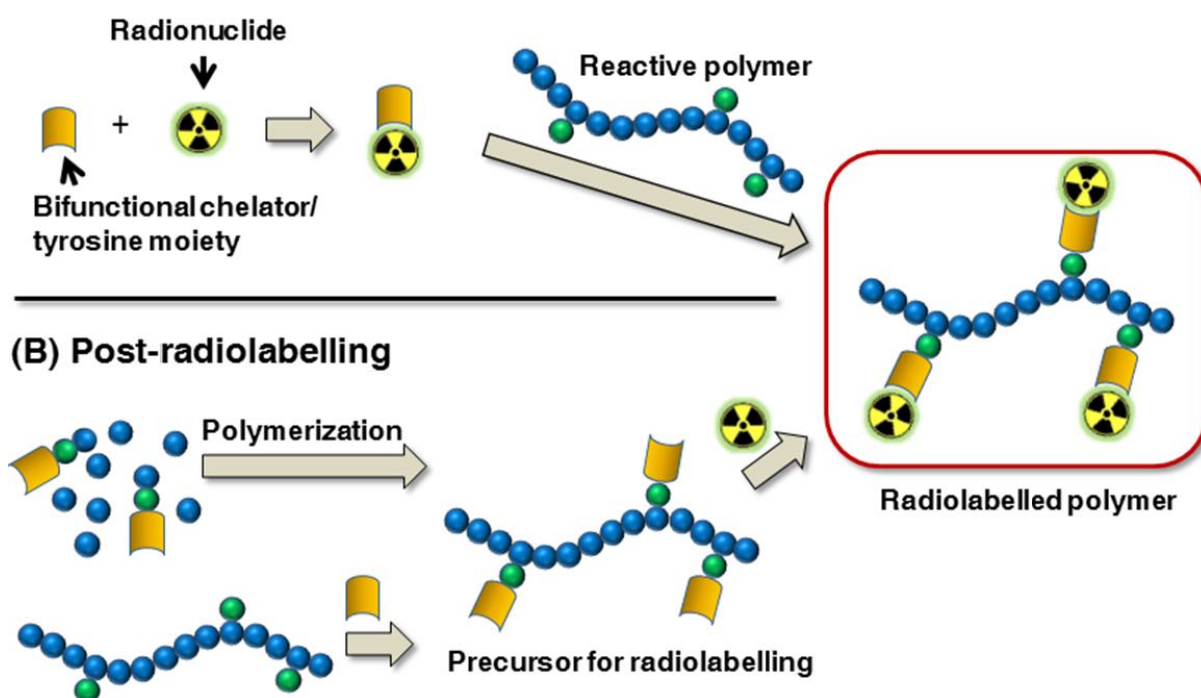 Radionuclide
Reactive polymer
+
Bifunctional chelator/
tyrosine moiety
(B) Post-radiolabelling
Polymerization
Radiolabelled polymer
Precursor for radiolabelling